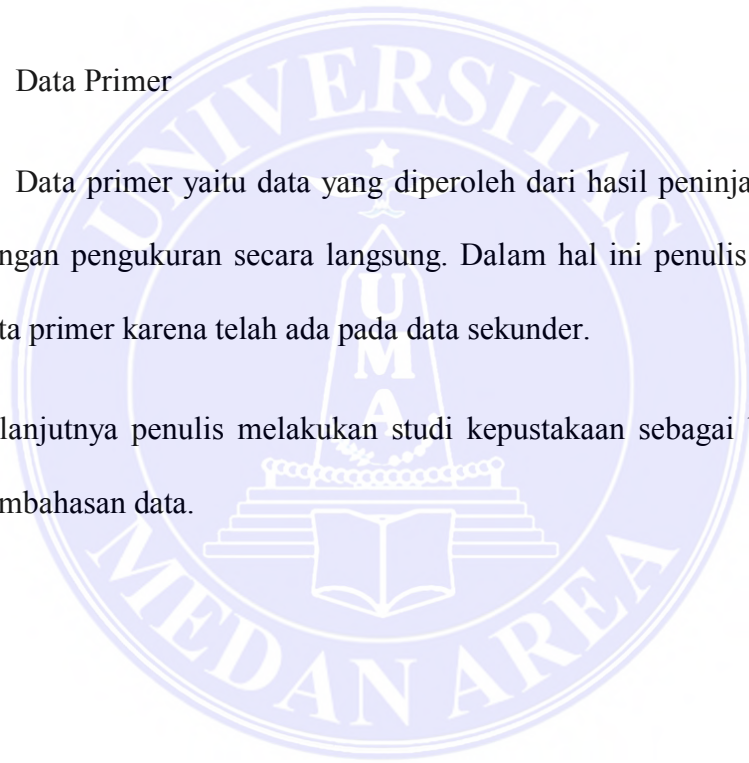 Data Primer
Data primer yaitu data yang diperoleh dari hasil peninja
ngan pengukuran secara langsung. Dalam hal ini penulis
ta primer karena telah ada pada data sekunder.
lanjutnya penulis melakukan studi kepustakaan sebagai
mbahasan data.
UNIVERSITAS
UMA
MEDAN AREA